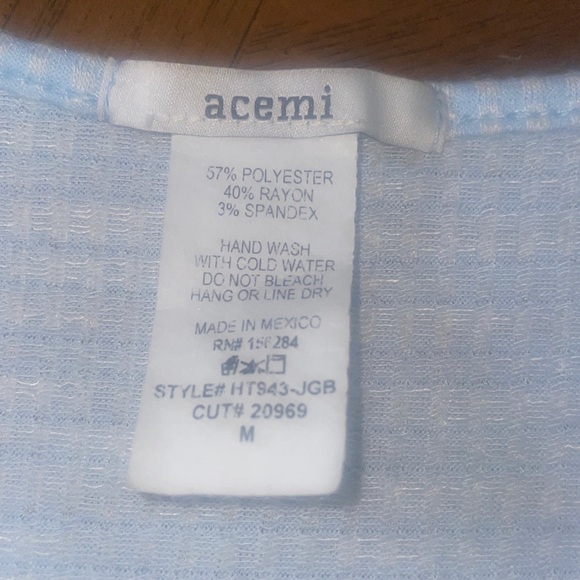 acemi
57% POLYESTER
40% RAYON
3% SPANDEX
HAND WASH
WITH COLD WATER
DO NOT BLEACH
HANG OR LINE DRY
MADE IN MEXICO
RN#
STYLE# HT943-JGB
CUT# 20969
M